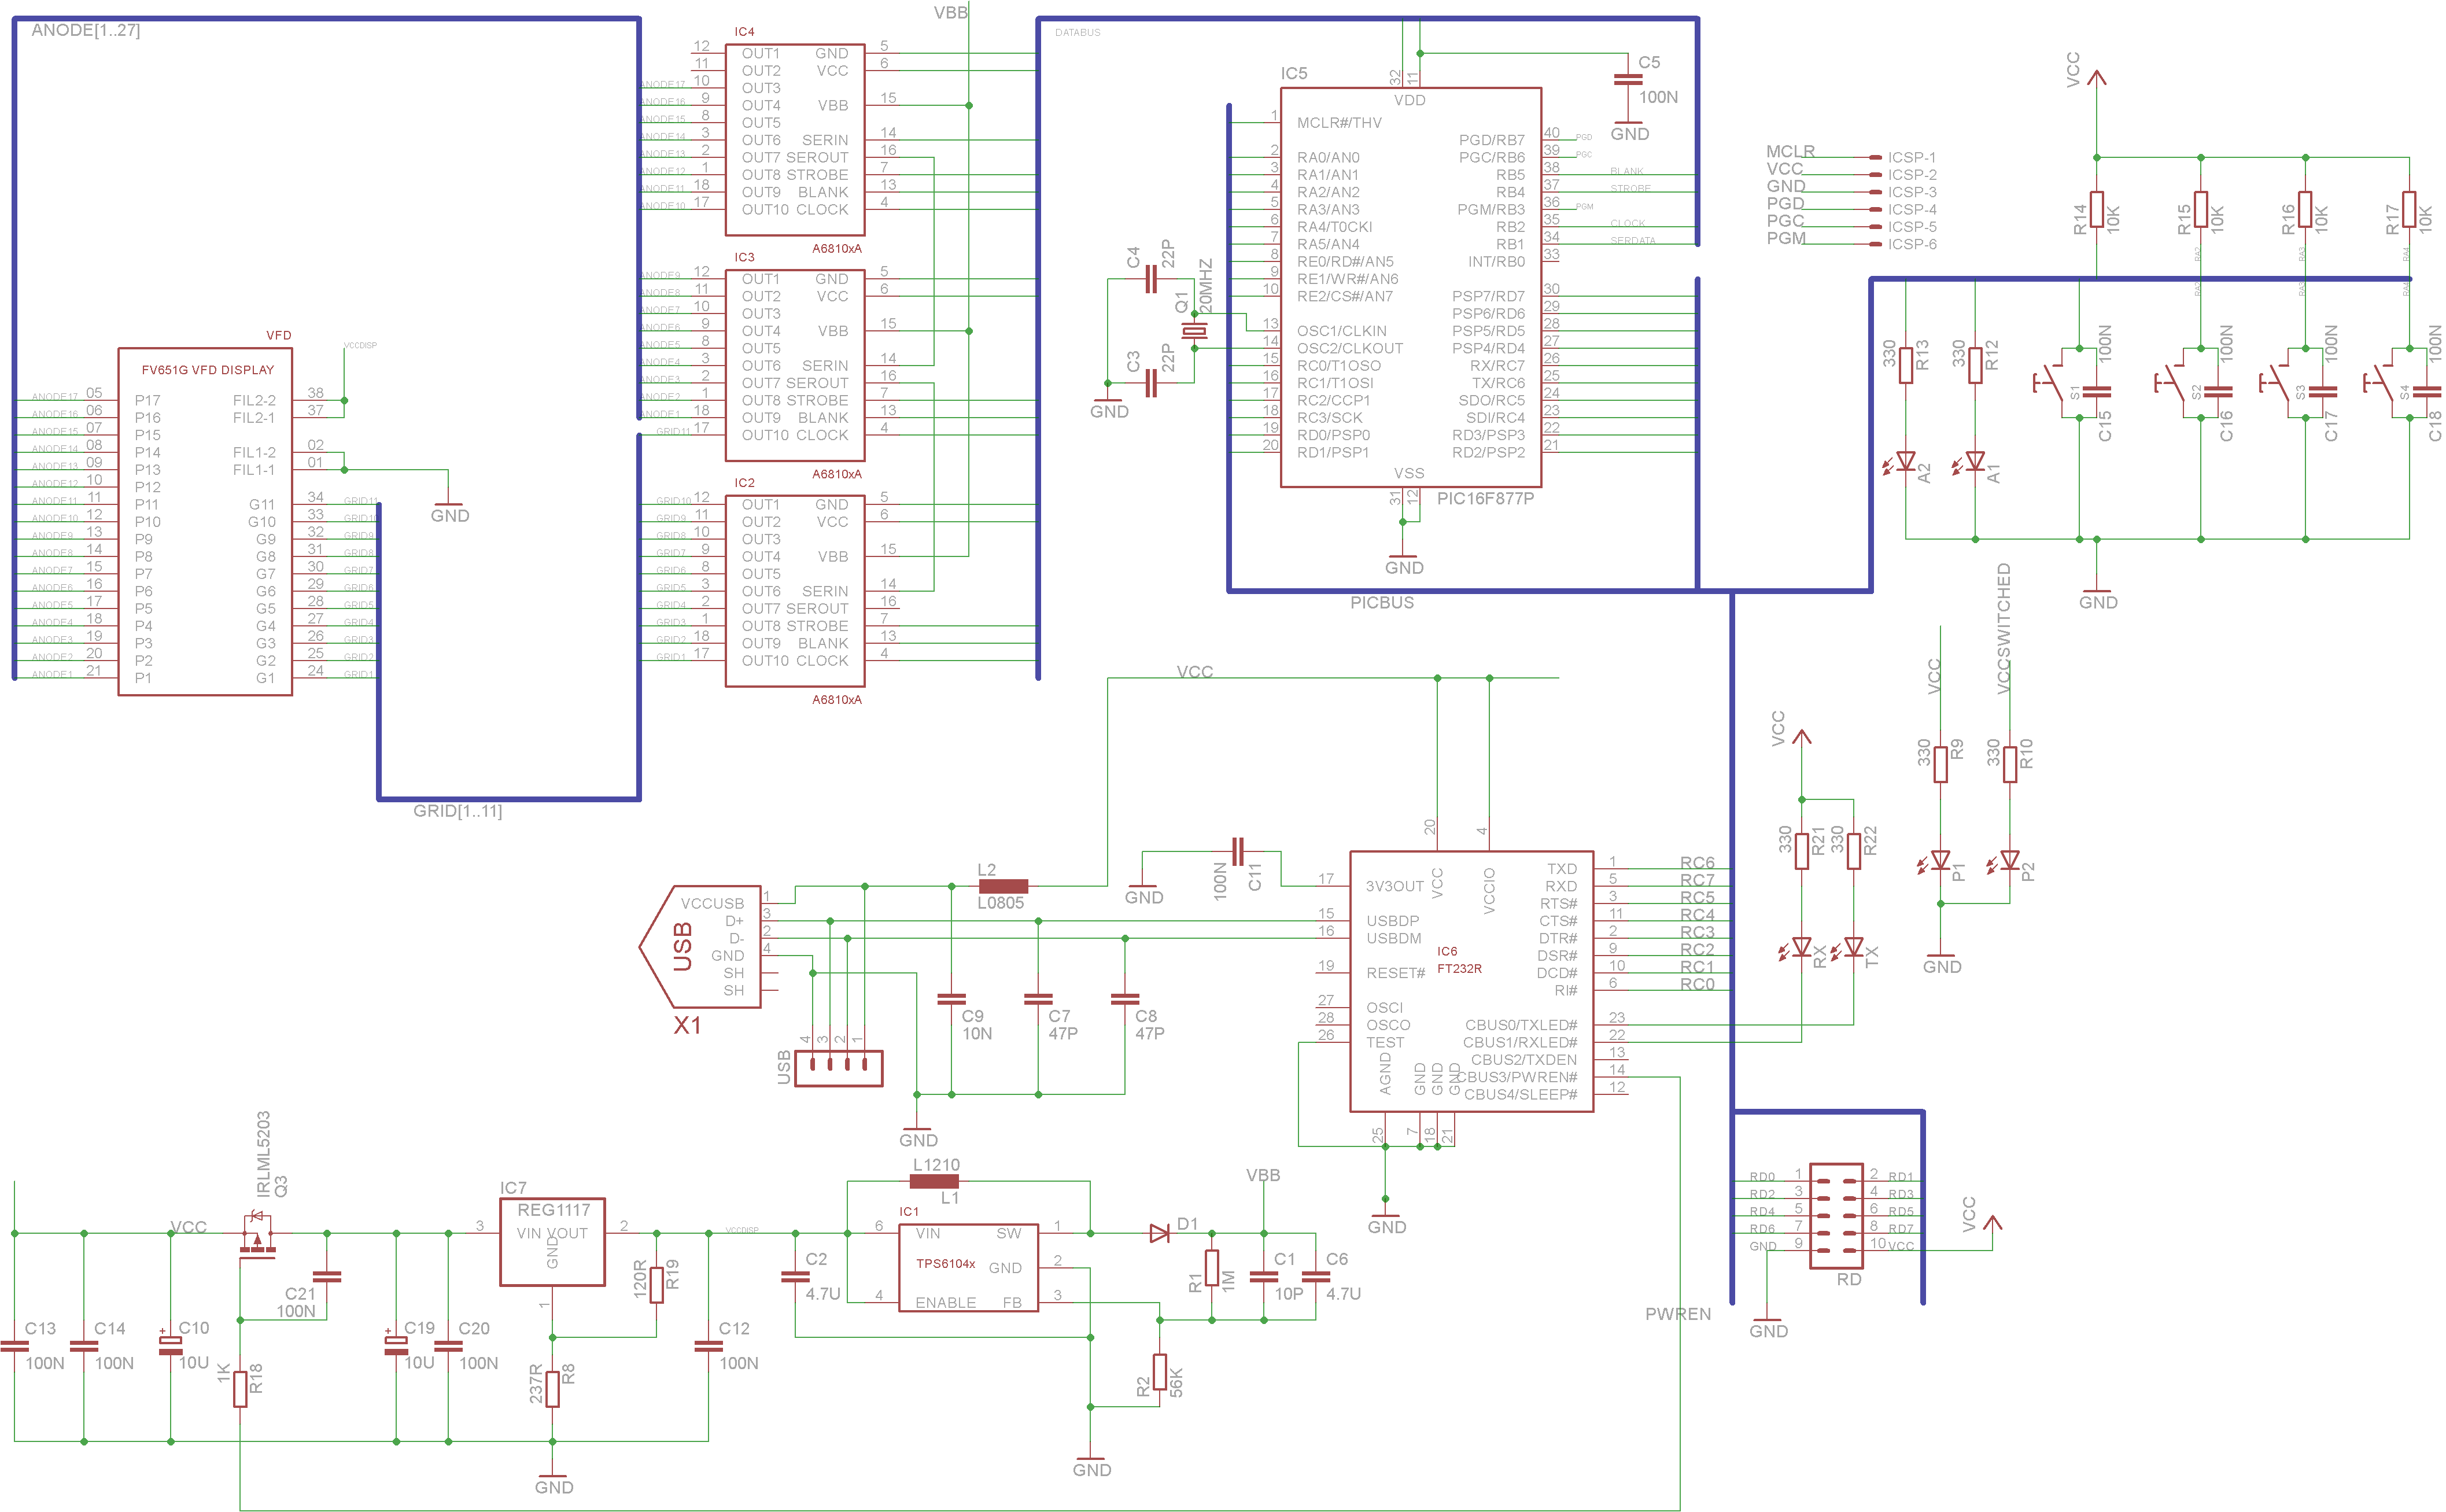 ANODE[1..27]
VFD
FV651G VFD DISPLAY
ANODE17 05 P17 FIL2-2 38
ANODE16 06 P16 FIL2-1 37
ANODE15 07 P15
ANODE14 08 P14 FIL1-2 02
ANODE13 09 P13 FIL1-1 01
ANODE12 10 P12
ANODE11 11 P11 G11 34 GRID11
ANODE10 12 P10 G10 33 GRID10
ANODE9 13 P9 G9 32 GRID9
ANODE8 14 P8 G8 31 GRID8
ANODE7 15 P7 G7 30 GRID7
ANODE6 16 P6 G6 29 GRID6
ANODE5 17 P5 G5 28 GRID5
ANODE4 18 P4 G4 27 GRID4
ANODE3 19 P3 G3 26 GRID3
ANODE2 20 P2 G2 25 GRID2
ANODE1 21 P1 G1 24 GRID1
VCCDISP
GND
GRID[1..11]
VBB
IC4
12 OUT1 GND 5
11 OUT2 VCC 6
ANODE17 10 OUT3
ANODE16 9 OUT4 VBB 15
ANODE15 8 OUT5
ANODE14 3 OUT6 SERIN 14
ANODE13 2 OUT7 SEROUT 16
ANODE12 1 OUT8 STROBE 7
ANODE11 18 OUT9 BLANK 13
ANODE10 17 OUT10 CLOCK 4
A6810xA
IC3
ANODE9 12 OUT1 GND 5
ANODE8 11 OUT2 VCC 6
ANODE7 10 OUT3
ANODE6 9 OUT4 VBB 15
ANODE5 8 OUT5
ANODE4 3 OUT6 SERIN 14
ANODE3 2 OUT7 SEROUT 16
ANODE2 1 OUT8 STROBE 7
ANODE1 18 OUT9 BLANK 13
GRID11 17 OUT10 CLOCK 4
A6810xA
IC2
GRID10 12 OUT1 GND 5
GRID9 11 OUT2 VCC 6
GRID8 10 OUT3
GRID7 9 OUT4 VBB 15
GRID6 8 OUT5
GRID5 3 OUT6 SERIN 14
GRID4 2 OUT7 SEROUT 16
GRID3 1 OUT8 STROBE 7
GRID2 18 OUT9 BLANK 13
GRID1 17 OUT10 CLOCK 4
A6810xA
DATABUS
IC5
32 11
VDD
C5
100N
GND
1 MCLR#/THV
PGD/RB7 40 PGD
2 RA0/AN0 PGC/RB6 39 PGC
3 RA1/AN1 RB5 38 BLANK
4 RA2/AN2 RB4 37 STROBE
5 RA3/AN3 PGM/RB3 36 PGM
6 RA4/T0CKI RB2 35 CLOCK
7 RA5/AN4 RB1 34 SERDATA
8 RE0/RD#/AN5 INT/RB0 33
9 RE1/WR#/AN6
10 RE2/CS#/AN7 PSP7/RD7 30
PSP6/RD6 29
13 OSC1/CLKIN PSP5/RD5 28
14 OSC2/CLKOUT PSP4/RD4 27
15 RC0/T1OSO RX/RC7 26
16 RC1/T1OSI TX/RC6 25
17 RC2/CCP1 SDO/RC5 24
18 RC3/SCK SDI/RC4 23
19 RD0/PSP0 RD3/PSP3 22
20 RD1/PSP1 RD2/PSP2 21
VSS
31 12
PIC16F877P
GND
PICBUS
C4 22P
Q1 20MHZ
C3 22P
GND
MCLR ICSP-1
VCC ICSP-2
GND ICSP-3
PGD ICSP-4
PGC ICSP-5
PGM ICSP-6
VCC
R14 10K
R15 10K
R16 10K
R17 10K
RA2
RA3
RA4
RA2
RA3
RA4
330 R13
330 R12
A2
A1
S1 100N C15
S2 100N C16
S3 100N C17
S4 100N C18
GND
VCC
VCCSWITCHED
330 R9
330 R10
P1
P2
GND
VCC
330 R21
330 R22
RX
TX
VCC
L2
L0805
100N C11
GND
USB
VCCUSB 1
D+ 3
D- 2
GND 4
SH
SH
X1
USB
4 3 2 1
C9
10N
C7
47P
C8
47P
GND
20 4
VCC VCCIO
IC6
FT232R
17 3V3OUT
15 USBDP
16 USBDM
19 RESET#
27 OSCI
28 OSCO
26 TEST
TXD 1 RC6
RXD 5 RC7
RTS# 3 RC5
CTS# 11 RC4
DTR# 2 RC3
DSR# 9 RC2
DCD# 10 RC1
RI# 6 RC0
CBUS0/TXLED# 23
CBUS1/RXLED# 22
CBUS2/TXDEN 13
CBUS3/PWREN# 14
CBUS4/SLEEP# 12
AGND GND GND GND
25 7 18 21
GND
RD0 1 2 RD1
RD2 3 4 RD3
RD4 5 6 RD5
RD6 7 8 RD7
GND 9 10 VCC
RD
VCC
GND
PWREN
IRLML5203
Q3
VCC
C21
100N
C13
100N
C14
100N
C10
10U
1K R18
C19
10U
C20
100N
IC7
REG1117
3 VIN VOUT 2
GND
1
120R R19
237R R8
GND
C12
100N
VCCDISP
C2
4.7U
L1210
L1
IC1
6 VIN SW 1
TPS6104x
GND 2
4 ENABLE FB 3
D1
VBB
R1 1M
C1
10P
C6
4.7U
R2 56K
GND